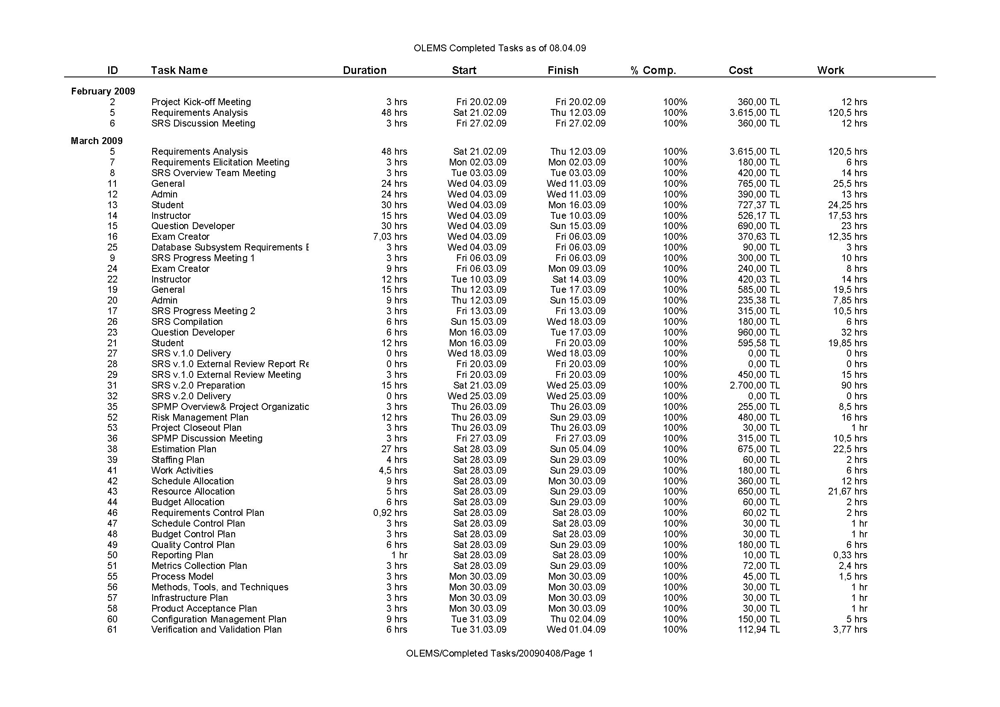 OLEMS Completed Tasks as of 08.04.09
ID Task Name Duration Start Finish % Comp. Cost Work
February 2009
2 Project Kick-off Meeting 3 hrs Fri 20.02.09 Fri 20.02.09 100% 360,00 TL 12 hrs
5 Requirements Analysis 48 hrs Sat 21.02.09 Thu 12.03.09 100% 3.615,00 TL 120,5 hrs
6 SRS Discussion Meeting 3 hrs Fri 27.02.09 Fri 27.02.09 100% 360,00 TL 12 hrs
March 2009
5 Requirements Analysis 48 hrs Sat 21.02.09 Thu 12.03.09 100% 3.615,00 TL 120,5 hrs
7 Requirements Elicitation Meeting 3 hrs Mon 02.03.09 Mon 02.03.09 100% 180,00 TL 6 hrs
8 SRS Overview Team Meeting 3 hrs Tue 03.03.09 Tue 03.03.09 100% 420,00 TL 14 hrs
11 General 24 hrs Wed 04.03.09 Wed 11.03.09 100% 765,00 TL 25,5 hrs
12 Admin 24 hrs Wed 04.03.09 Wed 11.03.09 100% 390,00 TL 13 hrs
13 Student 30 hrs Wed 04.03.09 Mon 16.03.09 100% 727,37 TL 24,25 hrs
14 Instructor 15 hrs Wed 04.03.09 Tue 10.03.09 100% 526,17 TL 17,53 hrs
15 Question Developer 30 hrs Wed 04.03.09 Sun 15.03.09 100% 690,00 TL 23 hrs
16 Exam Creator 7,03 hrs Wed 04.03.09 Fri 06.03.09 100% 370,63 TL 12,35 hrs
25 Database Subsystem Requirements 3 hrs Wed 04.03.09 Fri 06.03.09 100% 90,00 TL 3 hrs
9 SRS Progress Meeting 1 3 hrs Fri 06.03.09 Fri 06.03.09 100% 300,00 TL 10 hrs
24 Exam Creator 9 hrs Fri 06.03.09 Mon 09.03.09 100% 240,00 TL 8 hrs
22 Instructor 12 hrs Tue 10.03.09 Sat 14.03.09 100% 420,03 TL 14 hrs
19 General 15 hrs Thu 12.03.09 Tue 17.03.09 100% 585,00 TL 19,5 hrs
20 Admin 9 hrs Thu 12.03.09 Sun 15.03.09 100% 235,38 TL 7,85 hrs
17 SRS Progress Meeting 2 3 hrs Fri 13.03.09 Fri 13.03.09 100% 315,00 TL 10,5 hrs
26 SRS Compilation 6 hrs Sun 15.03.09 Wed 18.03.09 100% 180,00 TL 6 hrs
23 Question Developer 6 hrs Mon 16.03.09 Tue 17.03.09 100% 960,00 TL 32 hrs
21 Student 12 hrs Mon 16.03.09 Fri 20.03.09 100% 595,58 TL 19,85 hrs
27 SRS v.1.0 Delivery 0 hrs Wed 18.03.09 Wed 18.03.09 100% 0,00 TL 0 hrs
28 SRS v.1.0 External Review Report 0 hrs Fri 20.03.09 Fri 20.03.09 100% 0,00 TL 0 hrs
29 SRS v.1.0 External Review Meeting 3 hrs Fri 20.03.09 Fri 20.03.09 100% 450,00 TL 15 hrs
31 SRS v.2.0 Preparation 15 hrs Sat 21.03.09 Wed 25.03.09 100% 2.700,00 TL 90 hrs
32 SRS v.2.0 Delivery 0 hrs Wed 25.03.09 Wed 25.03.09 100% 0,00 TL 0 hrs
35 SPMP Overview& Project Organizatic 3 hrs Thu 26.03.09 Thu 26.03.09 100% 255,00 TL 8,5 hrs
52 Risk Management Plan 12 hrs Thu 26.03.09 Sun 29.03.09 100% 480,00 TL 16 hrs
53 Project Closeout Plan 3 hrs Thu 26.03.09 Thu 26.03.09 100% 30,00 TL 1 hr
36 SPMP Discussion Meeting 3 hrs Fri 27.03.09 Fri 27.03.09 100% 315,00 TL 10,5 hrs
38 Estimation Plan 27 hrs Sat 28.03.09 Sun 05.04.09 100% 675,00 TL 22,5 hrs
39 Staffing Plan 4 hrs Sat 28.03.09 Sun 29.03.09 100% 60,00 TL 2 hrs
41 Work Activities 4,5 hrs Sat 28.03.09 Sun 29.03.09 100% 180,00 TL 6 hrs
42 Schedule Allocation 9 hrs Sat 28.03.09 Mon 30.03.09 100% 360,00 TL 12 hrs
43 Resource Allocation 5 hrs Sat 28.03.09 Sun 29.03.09 100% 650,00 TL 21,67 hrs
44 Budget Allocation 6 hrs Sat 28.03.09 Sun 29.03.09 100% 60,00 TL 2 hrs
46 Requirements Control Plan 0,92 hrs Sat 28.03.09 Sat 28.03.09 100% 60,02 TL 2 hrs
47 Schedule Control Plan 3 hrs Sat 28.03.09 Sat 28.03.09 100% 30,00 TL 1 hr
48 Budget Control Plan 3 hrs Sat 28.03.09 Sat 28.03.09 100% 30,00 TL 1 hr
49 Quality Control Plan 6 hrs Sat 28.03.09 Sun 29.03.09 100% 180,00 TL 6 hrs
50 Reporting Plan 1 hr Sat 28.03.09 Sat 28.03.09 100% 10,00 TL 0,33 hrs
51 Metrics Collection Plan 3 hrs Sat 28.03.09 Sun 29.03.09 100% 72,00 TL 2,4 hrs
55 Process Model 3 hrs Mon 30.03.09 Mon 30.03.09 100% 45,00 TL 1,5 hrs
56 Methods, Tools, and Techniques 3 hrs Mon 30.03.09 Mon 30.03.09 100% 30,00 TL 1 hr
57 Infrastructure Plan 3 hrs Mon 30.03.09 Mon 30.03.09 100% 30,00 TL 1 hr
58 Product Acceptance Plan 3 hrs Mon 30.03.09 Mon 30.03.09 100% 30,00 TL 1 hr
60 Configuration Management Plan 9 hrs Tue 31.03.09 Thu 02.04.09 100% 150,00 TL 5 hrs
61 Verification and Validation Plan 6 hrs Tue 31.03.09 Wed 01.04.09 100% 112,94 TL 3,77 hrs
OLEMS/Completed Tasks/20090408/Page 1